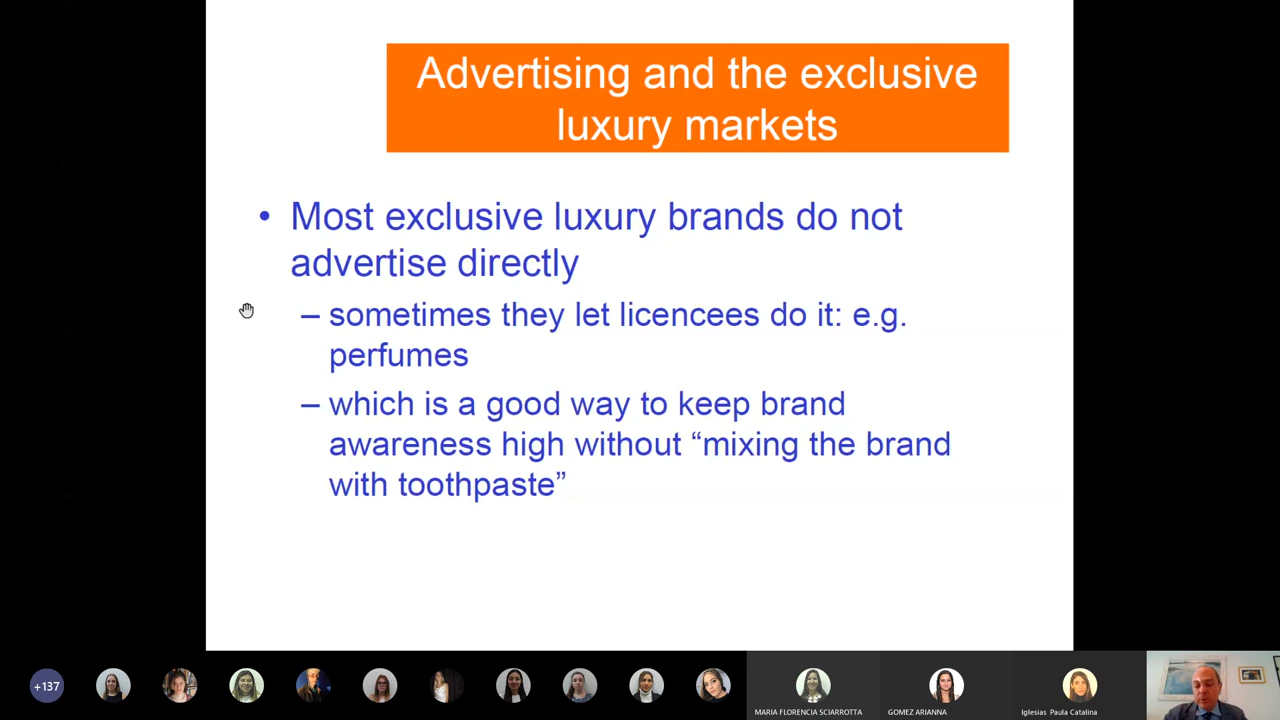 Advertising and the exclusive
luxury markets
• Most exclusive luxury brands do not
advertise directly
– sometimes they let licencees do it: e.g.
perfumes
– which is a good way to keep brand
awareness high without “mixing the brand
with toothpaste”
+137
MARIA FLORENCIA SCIARROTTA
GOMEZ ARIANNA
Iglesias Paula Catalina